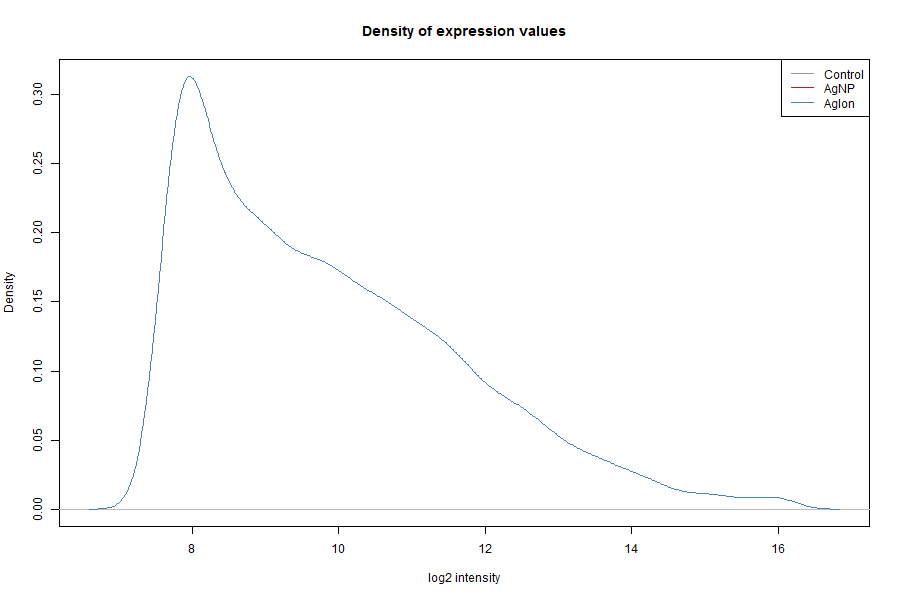 Density of expression values
Control
AgNP
AgIon
0.30
0.25
0.20
0.15
0.10
0.05
0.00
Density
8
10
12
14
16
log2 intensity